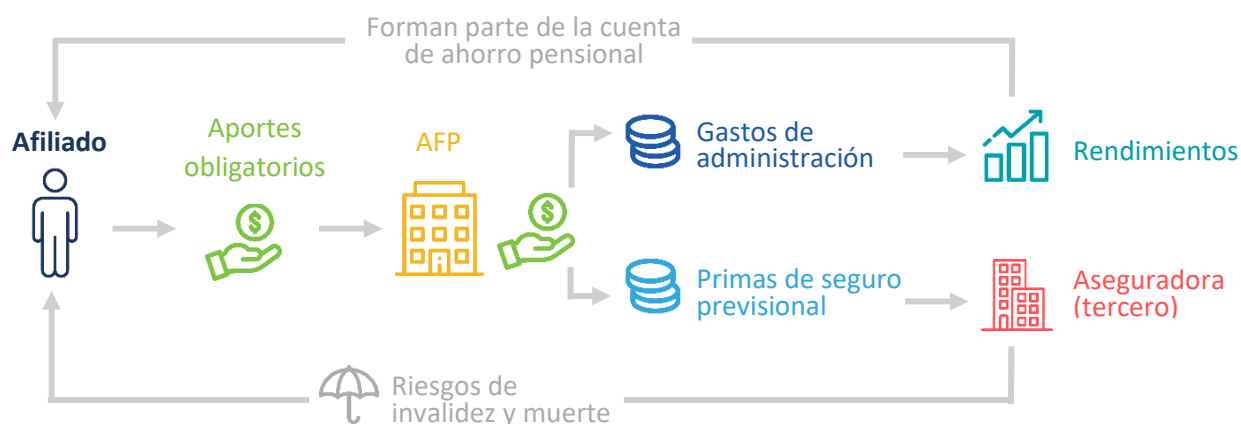 Forman parte de la cuenta
de ahorro pensional
Afiliado
Aportes
obligatorios
AFP
Gastos de
administración
Rendimientos
$
$
Primas de seguro
previsional
Aseguradora
(tercero)
Riesgos de
invalidez y muerte